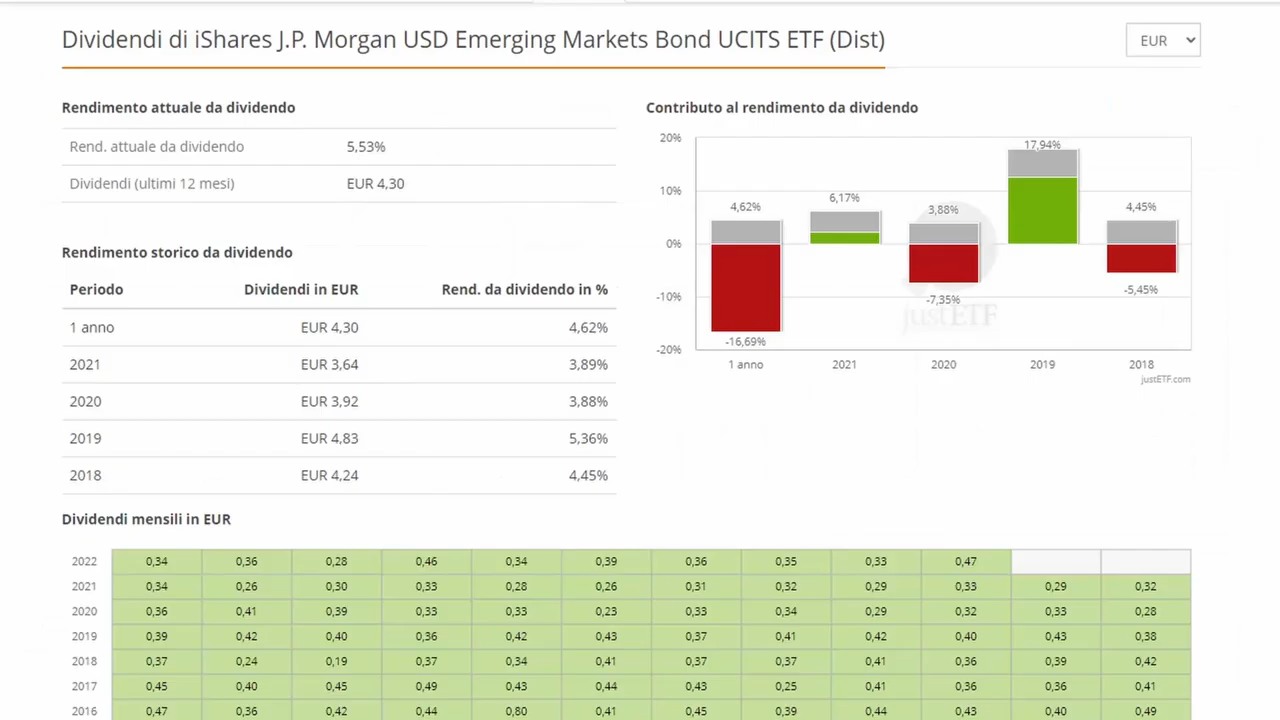 Dividendi di iShares J.P. Morgan USD Emerging Markets Bond UCITS ETF (Dist)
EUR
Rendimento attuale da dividendo
Rend. attuale da dividendo 5,53%
Dividendi (ultimi 12 mesi) EUR 4,30
Rendimento storico da dividendo
Periodo Dividendi in EUR Rend. da dividendo in %
1 anno EUR 4,30 4,62%
2021 EUR 3,64 3,89%
2020 EUR 3,92 3,88%
2019 EUR 4,83 5,36%
2018 EUR 4,24 4,45%
Contributo al rendimento da dividendo
20%
10%
0%
-10%
-20%
4,62% 6,17% 3,88% 17,94% 4,45%
-16,69% -7,35% -5,45%
justETF
1 anno 2021 2020 2019 2018
justETF.com
Dividendi mensili in EUR
2022 0,34 0,36 0,28 0,46 0,34 0,39 0,36 0,35 0,33 0,47
2021 0,34 0,26 0,30 0,33 0,28 0,26 0,31 0,32 0,29 0,33 0,29 0,32
2020 0,36 0,41 0,39 0,33 0,33 0,23 0,33 0,34 0,29 0,32 0,33 0,28
2019 0,39 0,42 0,40 0,36 0,42 0,43 0,37 0,41 0,42 0,40 0,43 0,38
2018 0,37 0,24 0,19 0,37 0,34 0,41 0,37 0,37 0,41 0,36 0,39 0,42
2017 0,45 0,40 0,45 0,49 0,43 0,44 0,43 0,25 0,41 0,36 0,36 0,41
2016 0,47 0,36 0,42 0,44 0,80 0,41 0,45 0,39 0,44 0,43 0,40 0,49